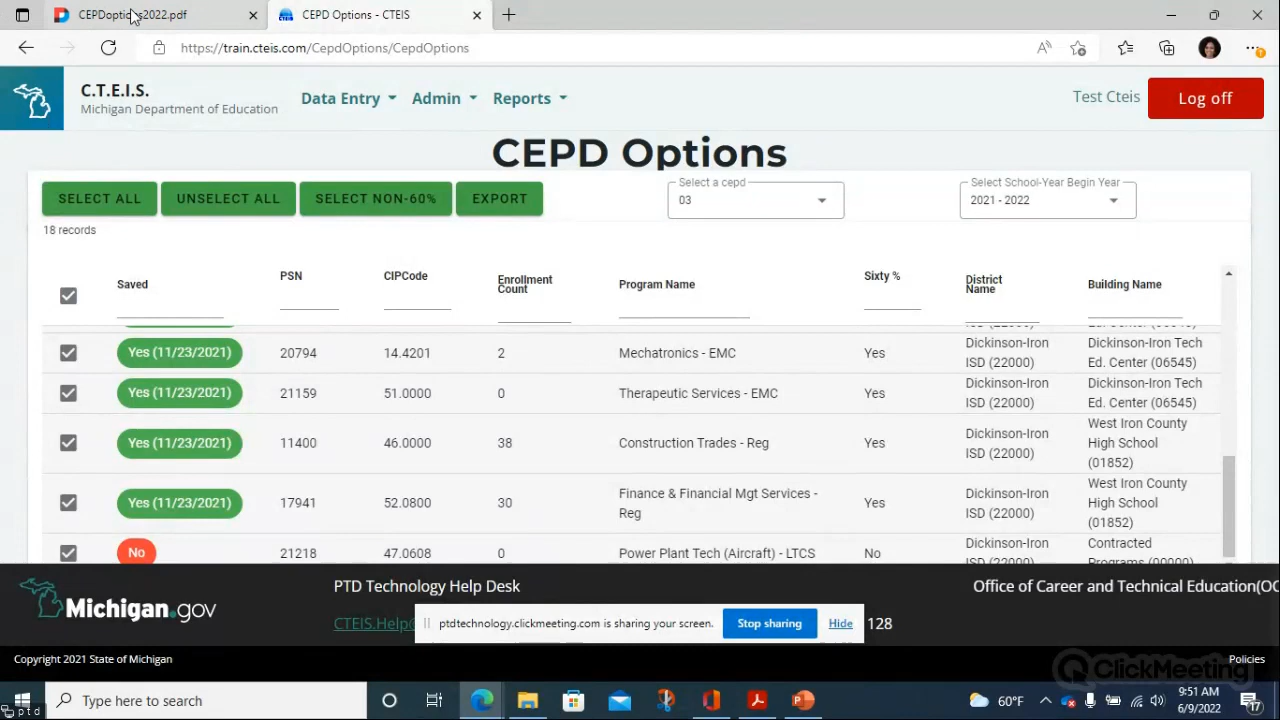 CEPDoptions2022.pdf
CEPD Options - CTEIS
https://train.cteis.com/CepdOptions/CepdOptions
C.T.E.I.S.
Michigan Department of Education
Data Entry
Admin
Reports
Test Cteis
Log off
CEPD Options
SELECT ALL
UNSELECT ALL
SELECT NON-60%
EXPORT
Select a cepd
03
Select School-Year Begin Year
2021 - 2022
18 records
Saved
PSN
CIPCode
Enrollment
Count
Program Name
Sixty %
District
Name
Building Name
Yes (11/23/2021)
20794
14.4201
2
Mechatronics - EMC
Yes
Dickinson-Iron
ISD (22000)
Dickinson-Iron Tech
Ed. Center (06545)
Yes (11/23/2021)
21159
51.0000
0
Therapeutic Services - EMC
Yes
Dickinson-Iron
ISD (22000)
Dickinson-Iron Tech
Ed. Center (06545)
Yes (11/23/2021)
11400
46.0000
38
Construction Trades - Reg
Yes
Dickinson-Iron
ISD (22000)
West Iron County
High School
(01852)
Yes (11/23/2021)
17941
52.0800
30
Finance & Financial Mgt Services -
Reg
Yes
Dickinson-Iron
ISD (22000)
West Iron County
High School
(01852)
No
21218
47.0608
0
Power Plant Tech (Aircraft) - LTCS
No
Dickinson-Iron
ISD (22000)
Contracted
Programs (00000)
Michigan.gov
PTD Technology Help Desk
Office of Career and Technical Education(OC
CTEIS.Help@
ptdtechnology.clickmeeting.com is sharing your screen.
Stop sharing
Hide
128
Copyright 2021 State of Michigan
Policies
ClickMeeting
Type here to search
60°F
9:51 AM
6/9/2022
17
ptd